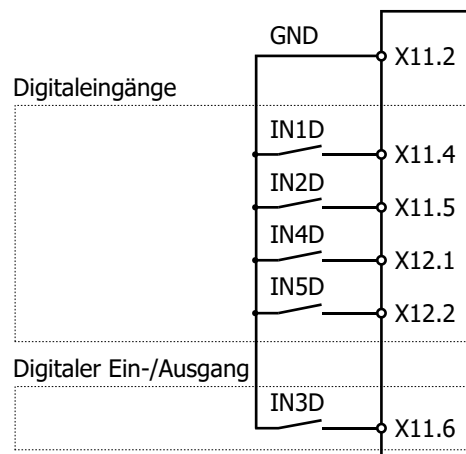 GND
X11.2
Digitaleingänge
IN1D
X11.4
IN2D
X11.5
IN4D
X12.1
IN5D
X12.2
Digitaler Ein-/Ausgang
IN3D
X11.6